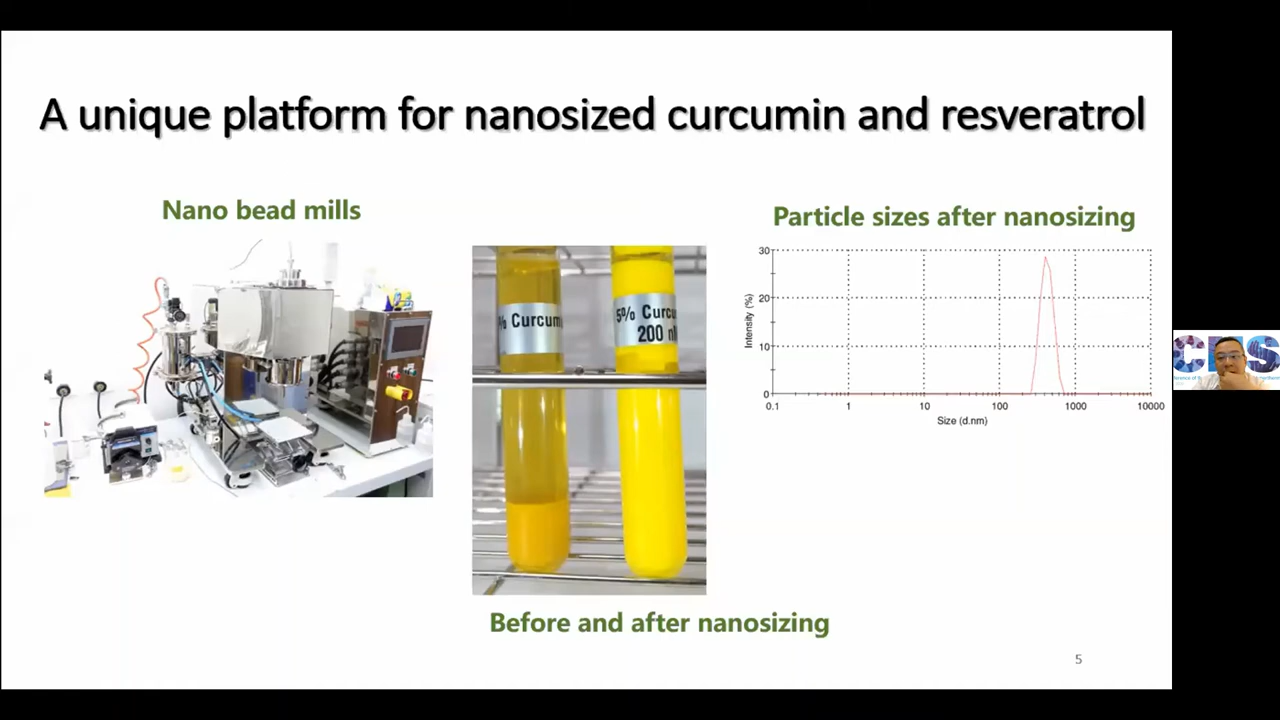 A unique platform for nanosized curcumin and resveratrol
Nano bead mills
Particle sizes after nanosizing
% Curcum
5% Curcu
200 n
30
20
10
0
Intensity (%)
0.1 1 10 100 1000 10000
Size (d.nm)
Before and after nanosizing
5